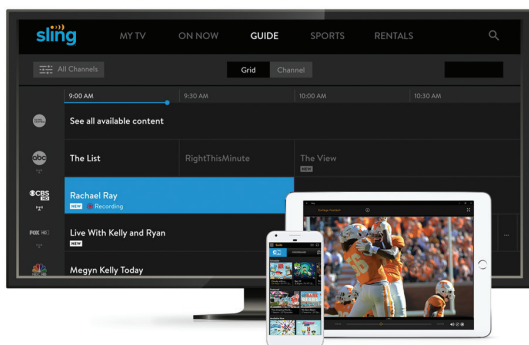 sling
MY TV ON NOW GUIDE SPORTS RENTALS
All Channels Grid Channel
9:00 AM 9:30 AM 10:00 AM 10:30 AM
See all available content
abc The List RightThisMinute The View
NEW
CBS Rachael Ray
NEW Recording
FOX Live With Kelly and Ryan ...
NEW
Megyn Kelly Today